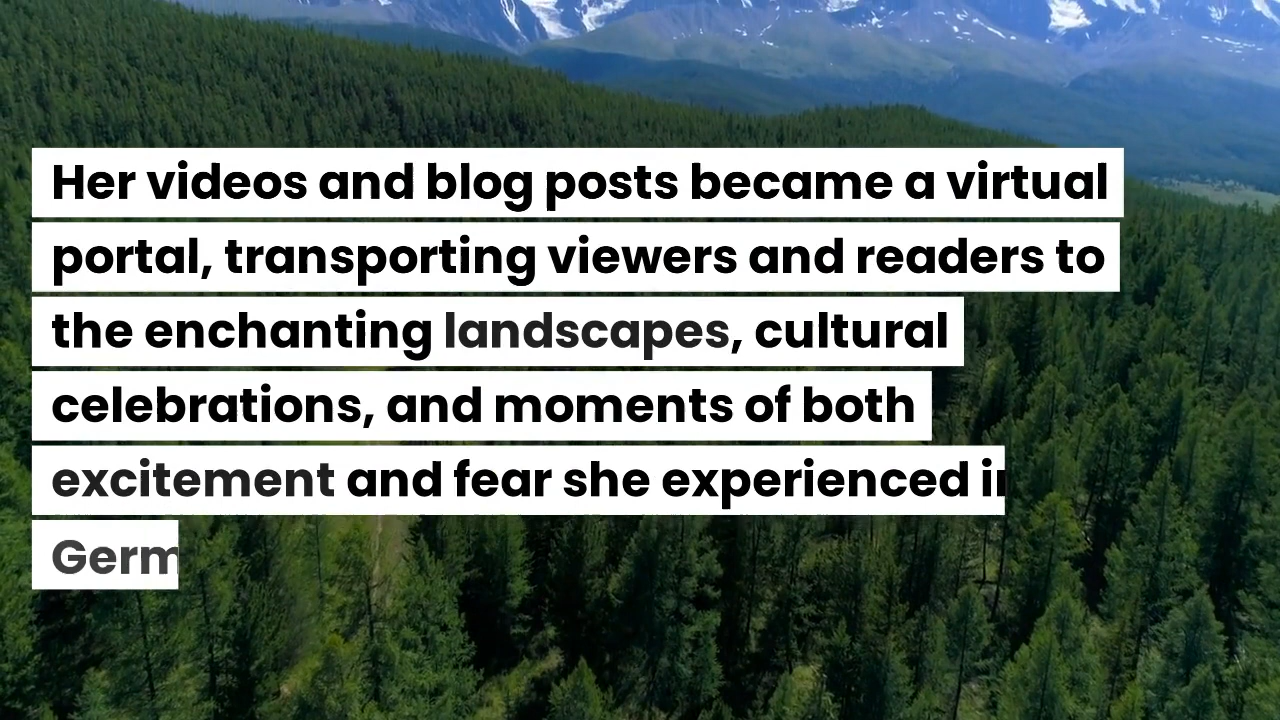 Her videos and blog posts became a virtual
portal, transporting viewers and readers to
the enchanting landscapes, cultural
celebrations, and moments of both
excitement and fear she experienced
Germ